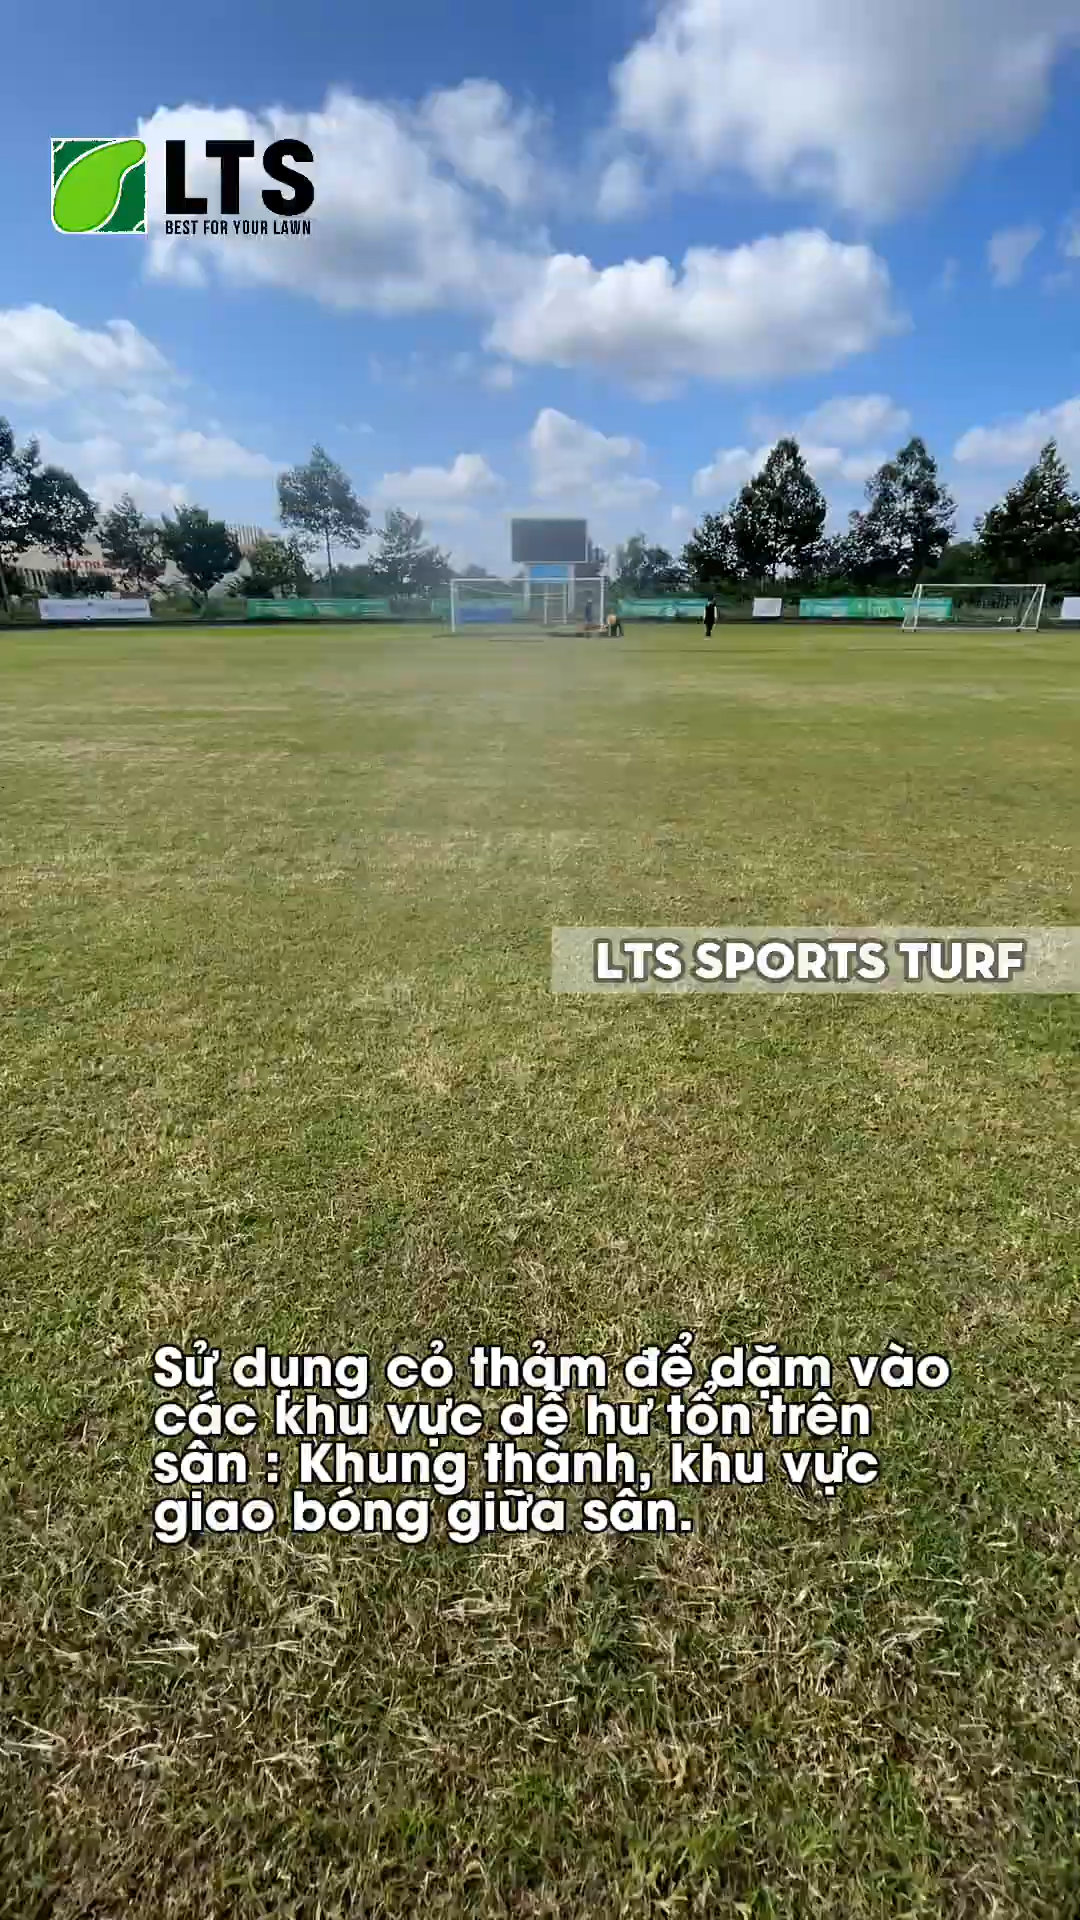 LTS
BEST FOR YOUR LAWN
LTS SPORTS TURF
Sử dụng cỏ thảm để dặm vào
các khu vực dễ hư tổn trên
sân : Khung thành, khu vực
giao bóng giữa sân.